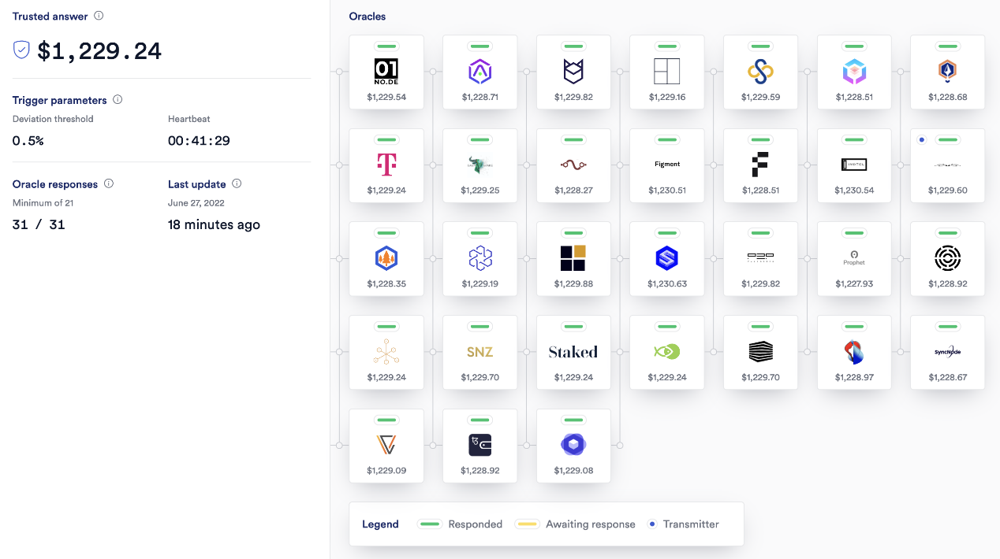 Trusted answer
$1,229.24
Trigger parameters
Deviation threshold
Heartbeat
0.5%
00:41:29
Oracle responses
Last update
Minimum of 21
June 27, 2022
31 / 31
18 minutes ago
Oracles
01
NO.DE
$1,229.54
$1,228.71
$1,229.82
$1,229.16
$1,229.59
$1,228.51
$1,228.68
T
$1,229.24
$1,229.25
$1,228.27
Figment
$1,230.51
F
$1,228.51
$1,230.54
$1,229.60
$1,228.35
$1,229.19
$1,229.88
$1,230.63
$1,229.82
Prophet
$1,227.93
$1,228.92
$1,229.24
SNZ
$1,229.70
Staked
$1,229.24
$1,229.24
$1,229.70
$1,228.97
SyncNode
$1,228.67
$1,229.09
$1,228.92
$1,229.08
Legend
Responded
Awaiting response
Transmitter